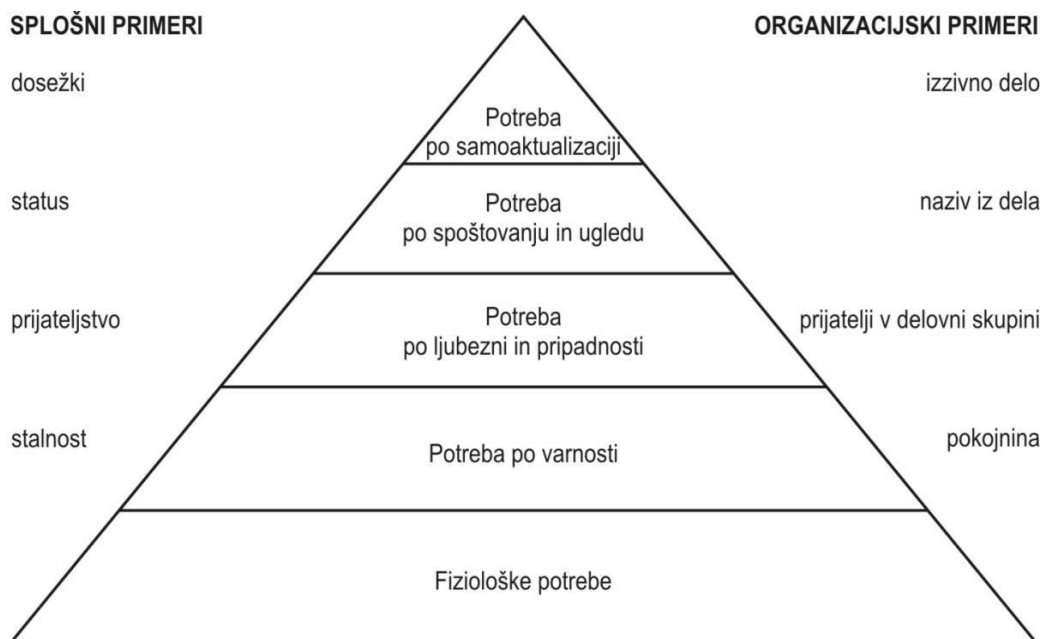 SPLOŠNI PRIMERI
ORGANIZACIJSKI PRIMERI
dosežki
Potreba
po samoaktualizaciji
izzivno delo
status
Potreba
po spoštovanju in ugledu
naziv iz dela
prijateljstvo
Potreba
po ljubezni in pripadnosti
prijatelji v delovni skupini
stalnost
Potreba po varnosti
pokojnina
Fiziološke potrebe